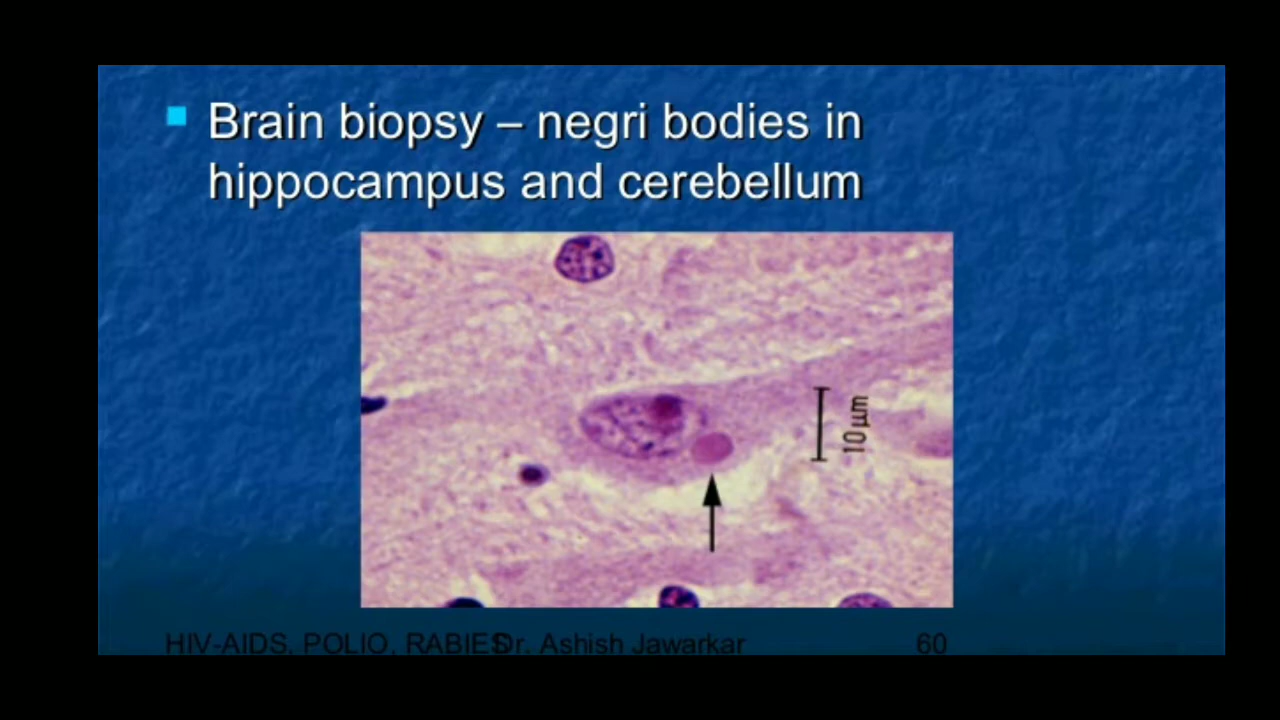 Brain biopsy – negri bodies in
hippocampus and cerebellum
10 µm
HIV-AIDS, POLIO, RABIES Dr. Ashish Jawarkar 60